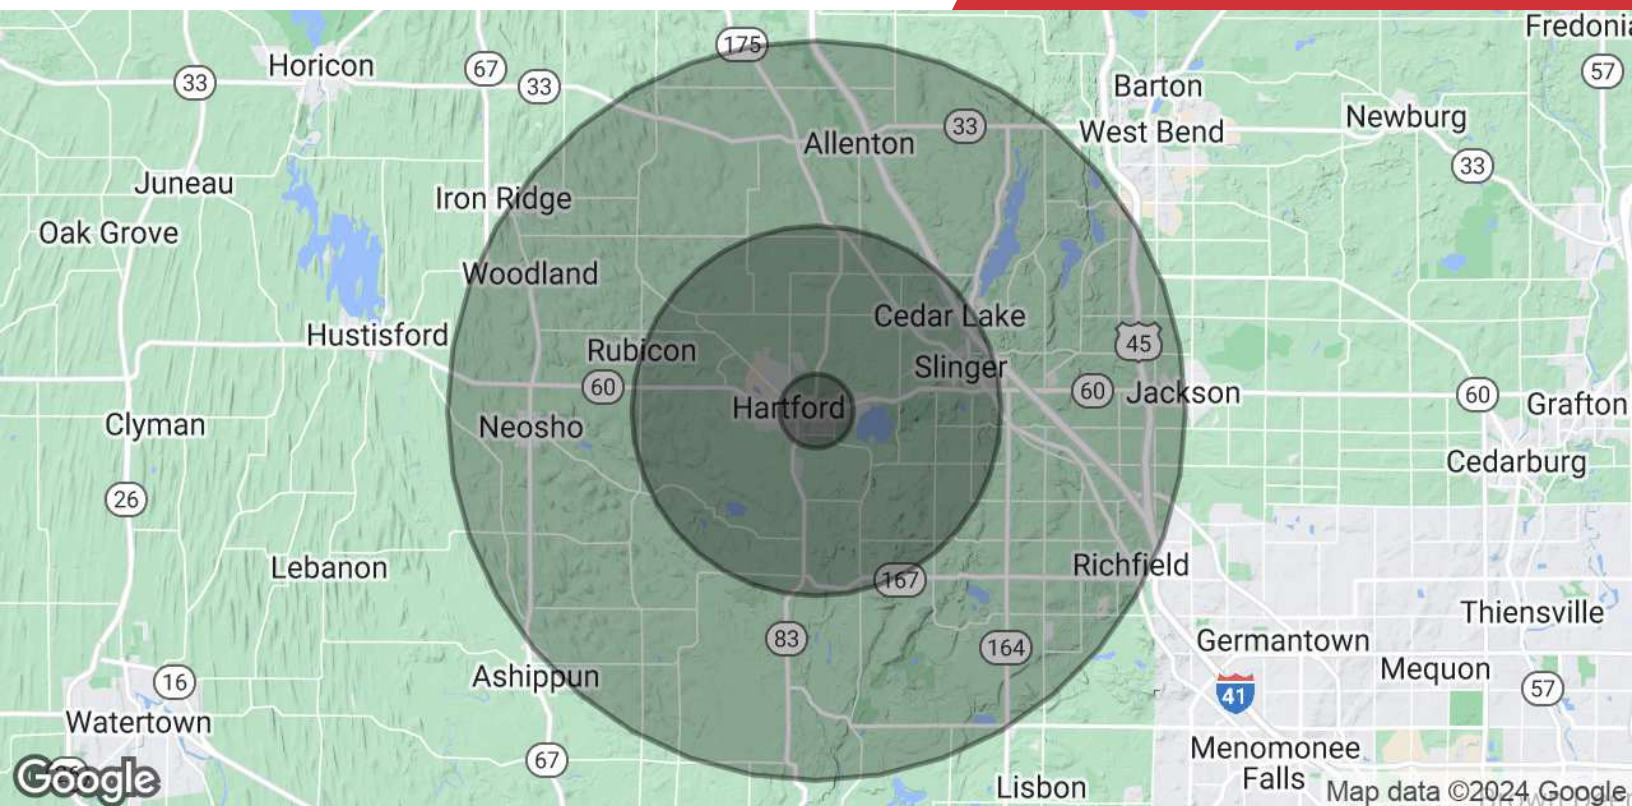 Fredonia
175
Horicon
67
33
33
57
Barton
33
Newburg
West Bend
Allenton
33
Juneau
Iron Ridge
Oak Grove
Woodland
Cedar Lake
Hustisford
45
Rubicon
Slinger
60
60
Jackson
60
Hartford
Grafton
Clyman
Neosho
Cedarburg
26
Lebanon
Richfield
167
Thiensville
83
Germantown
164
Mequon
Ashippun
16
57
41
Watertown
Menomonee
Falls
67
Google
Lisbon
Map data ©2024 Google